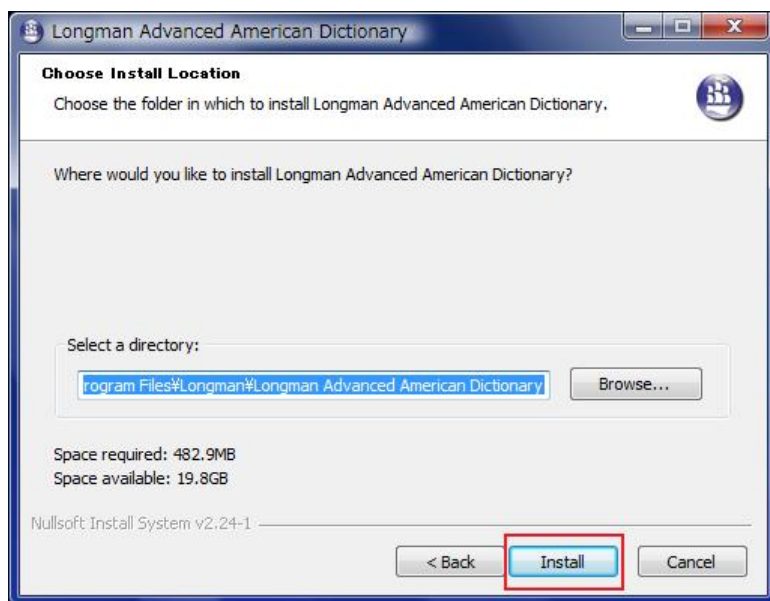 Longman Advanced American Dictionary
Choose Install Location
Choose the folder in which to install Longman Advanced American Dictionary.
Where would you like to install Longman Advanced American Dictionary?
Select a directory:
rogram Files¥Longman¥Longman Advanced American Dictionary
Browse...
Space required: 482.9MB
Space available: 19.8GB
Nullsoft Install System v2.24-1
< Back
Install
Cancel